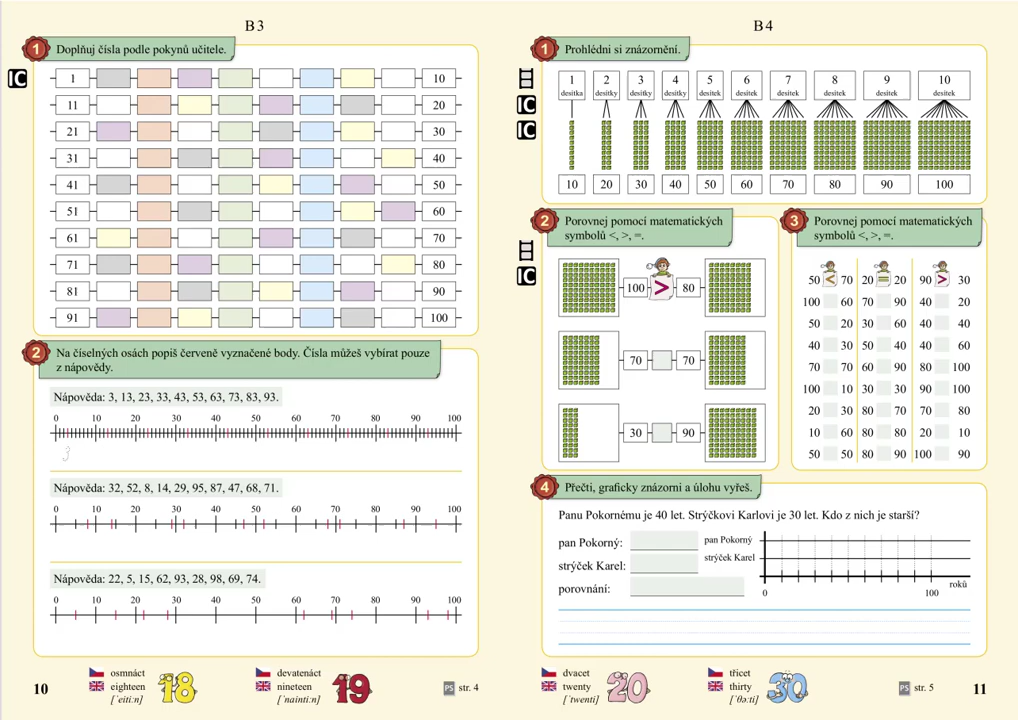 B 3
1 Doplňuj čísla podle pokynů učitele.
IC
1 10
11 20
21 30
31 40
41 50
51 60
61 70
71 80
81 90
91 100
2 Na číselných osách popiš červeně vyznačené body. Čísla můžeš vybírat pouze
z nápovědy.
Nápověda: 3, 13, 23, 33, 43, 53, 63, 73, 83, 93.
0 10 20 30 40 50 60 70 80 90 100
3
Nápověda: 32, 52, 8, 14, 29, 95, 87, 47, 68, 71.
0 10 20 30 40 50 60 70 80 90 100
Nápověda: 22, 5, 15, 62, 93, 28, 98, 69, 74.
0 10 20 30 40 50 60 70 80 90 100
10
osmnáct
eighteen
[ˈeiti:n]
18
devatenáct
nineteen
[ˈnainti:n]
19
PS str. 4
B 4
1 Prohlédni si znázornění.
IC
IC
1 2 3 4 5 6 7 8 9 10
desítka desítky desítky desítky desítek desítek desítek desítek desítek desítek
10 20 30 40 50 60 70 80 90 100
2 Porovnej pomocí matematických
symbolů <, >, =.
IC
100 > 80
70 70
30 90
3 Porovnej pomocí matematických
symbolů <, >, =.
50 < 70 20 = 20 90 > 30
100 60 70 90 40 20
50 20 30 60 40 40
40 30 50 40 40 60
70 70 60 90 80 100
100 10 30 30 90 100
20 30 80 70 70 80
10 60 80 80 20 10
50 50 80 90 100 90
4 Přečti, graficky znázorni a úlohu vyřeš.
Panu Pokornému je 40 let. Strýčkovi Karlovi je 30 let. Kdo z nich je starší?
pan Pokorný:
strýček Karel:
porovnání:
pan Pokorný
strýček Karel
roků
0 100
dvacet
twenty
[ˈtwenti]
20
třicet
thirty
[ˈθə:ti]
30
PS str. 5
11